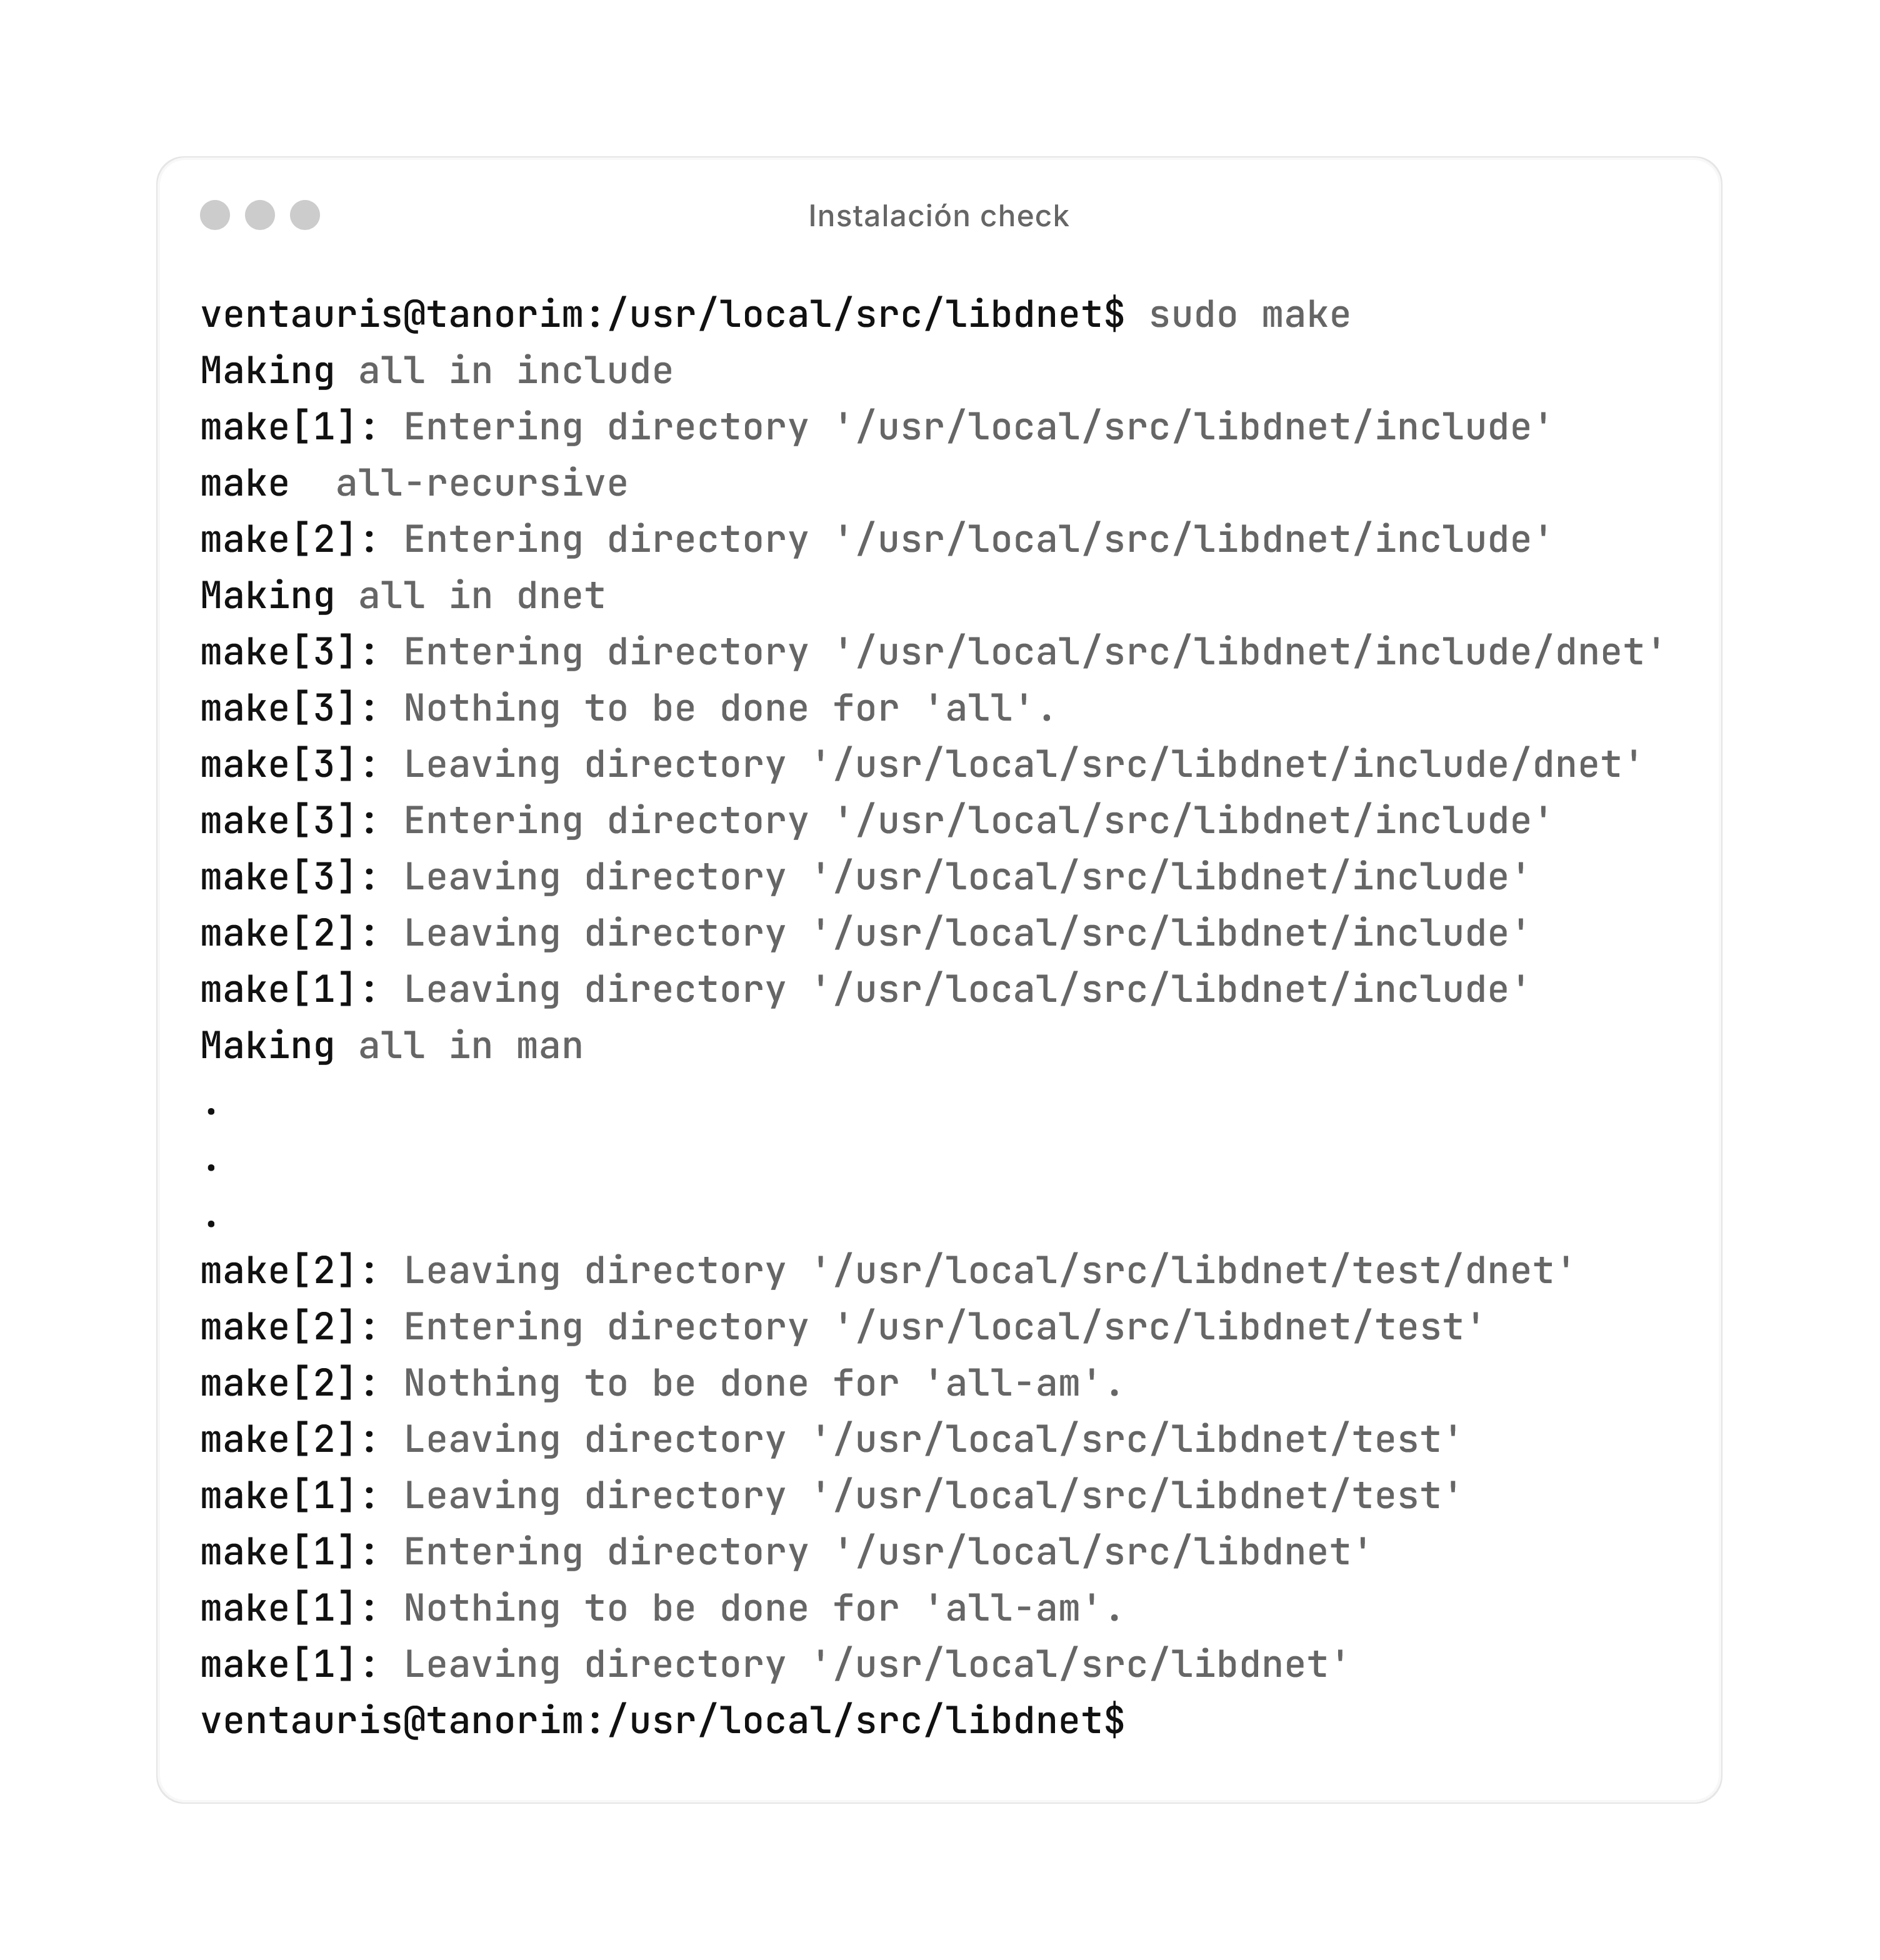 Instalación check
ventauris@tanorim:/usr/local/src/libdnet$ sudo make
Making all in include
make[1]: Entering directory '/usr/local/src/libdnet/include'
make  all-recursive
make[2]: Entering directory '/usr/local/src/libdnet/include'
Making all in dnet
make[3]: Entering directory '/usr/local/src/libdnet/include/dnet'
make[3]: Nothing to be done for 'all'.
make[3]: Leaving directory '/usr/local/src/libdnet/include/dnet'
make[3]: Entering directory '/usr/local/src/libdnet/include'
make[3]: Leaving directory '/usr/local/src/libdnet/include'
make[2]: Leaving directory '/usr/local/src/libdnet/include'
make[1]: Leaving directory '/usr/local/src/libdnet/include'
Making all in man
.
.
.
make[2]: Leaving directory '/usr/local/src/libdnet/test/dnet'
make[2]: Entering directory '/usr/local/src/libdnet/test'
make[2]: Nothing to be done for 'all-am'.
make[2]: Leaving directory '/usr/local/src/libdnet/test'
make[1]: Leaving directory '/usr/local/src/libdnet/test'
make[1]: Entering directory '/usr/local/src/libdnet'
make[1]: Nothing to be done for 'all-am'.
make[1]: Leaving directory '/usr/local/src/libdnet'
ventauris@tanorim:/usr/local/src/libdnet$